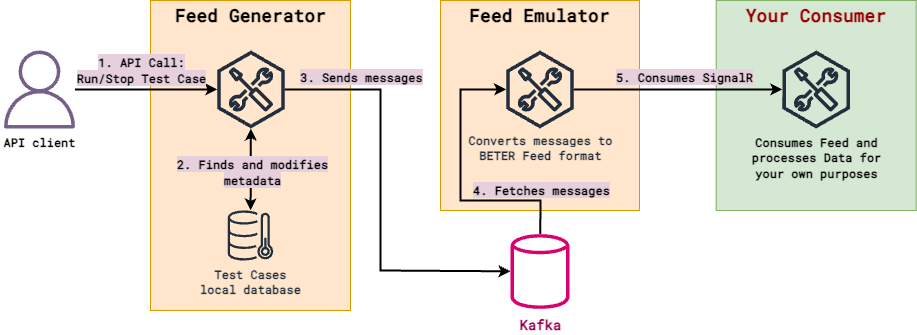 Feed Generator
Feed Emulator
Your Consumer
1. API Call:
Run/Stop Test Case
3. Sends messages
5. Consumes SignalR
API client
Converts messages to
BETER Feed format
Consumes Feed and
processes Data for
your own purposes
2. Finds and modifies
metadata
4. Fetches messages
Test Cases
local database
Kafka